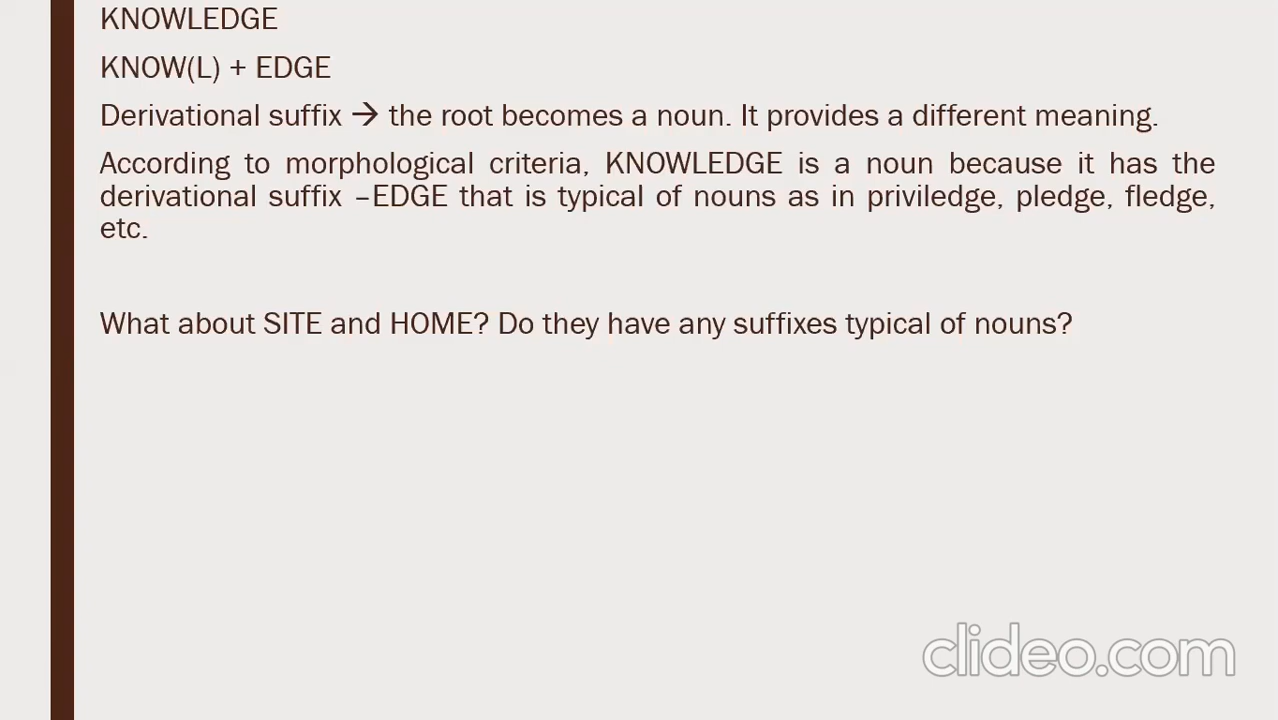 KNOWLEDGE
KNOW(L) + EDGE
Derivational suffix → the root becomes a noun. It provides a different meaning.
According to morphological criteria, KNOWLEDGE is a noun because it has the
derivational suffix –EDGE that is typical of nouns as in priviledge, pledge, fledge,
etc.
What about SITE and HOME? Do they have any suffixes typical of nouns?
clideo.com